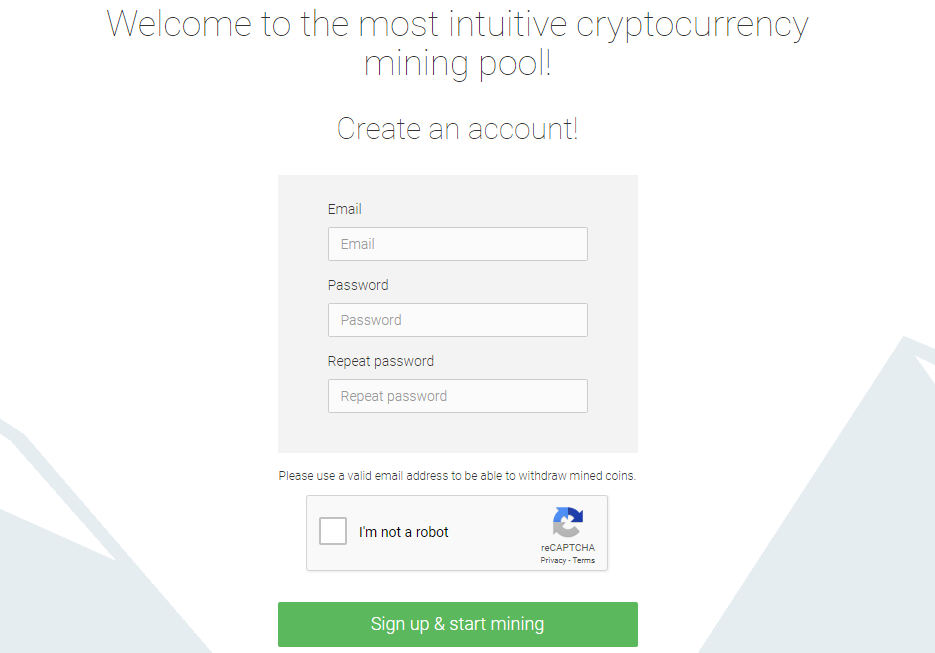 Welcome to the most intuitive cryptocurrency
mining pool!
Create an account!
Email
Email
Password
Password
Repeat password
Repeat password
Please use a valid email address to be able to withdraw mined coins.
I'm not a robot
reCAPTCHA
Privacy - Terms
Sign up & start mining